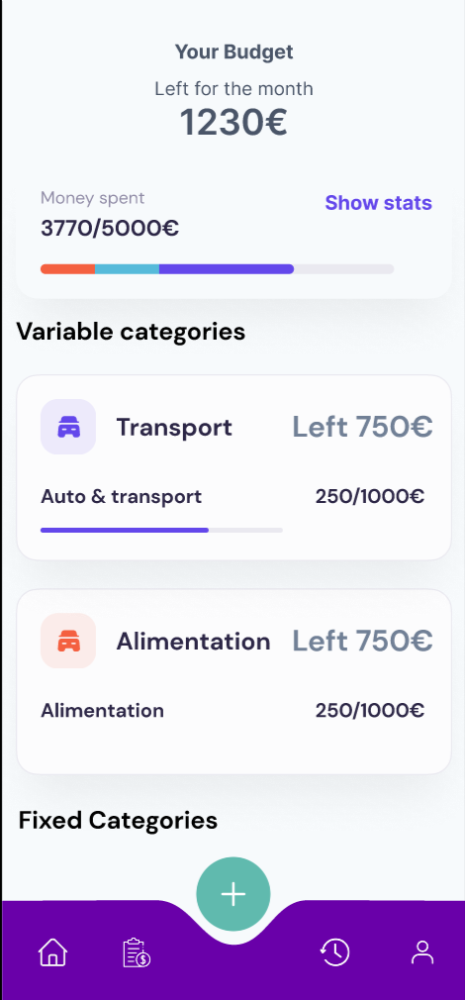 Your Budget
Left for the month
1230€
Money spent
Show stats
3770/5000€
Variable categories
Transport
Left 750€
Auto & transport
250/1000€
Alimentation
Left 750€
Alimentation
250/1000€
Fixed Categories